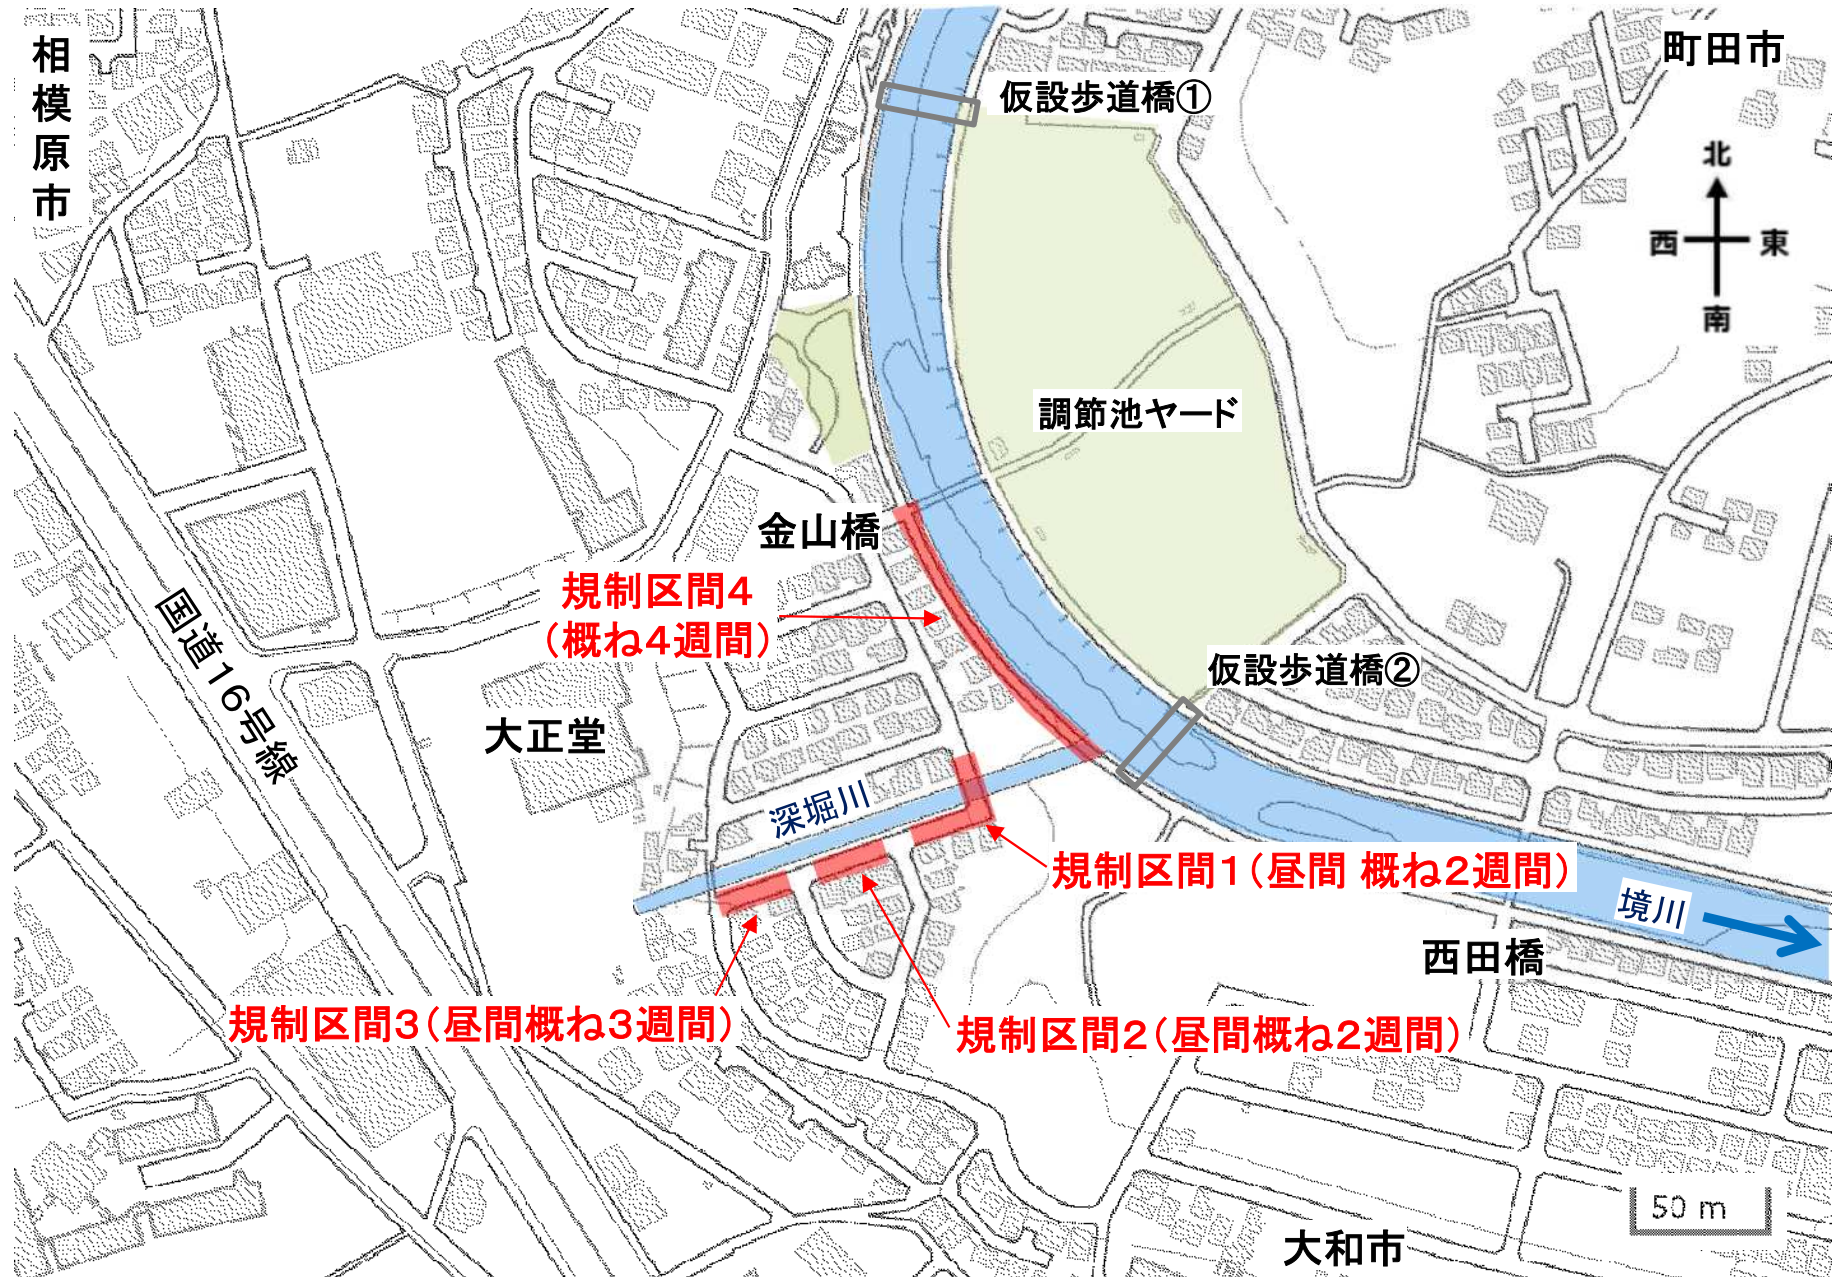 相模原市
町田市
仮設歩道橋①
北
西
東
南
調節池ヤード
金山橋
規制区間4
(概ね4週間)
国道16号線
仮設歩道橋②
大正堂
深堀川
規制区間1(昼間 概ね2週間)
境川
西田橋
規制区間3(昼間概ね3週間)
規制区間2(昼間概ね2週間)
50 m
大和市